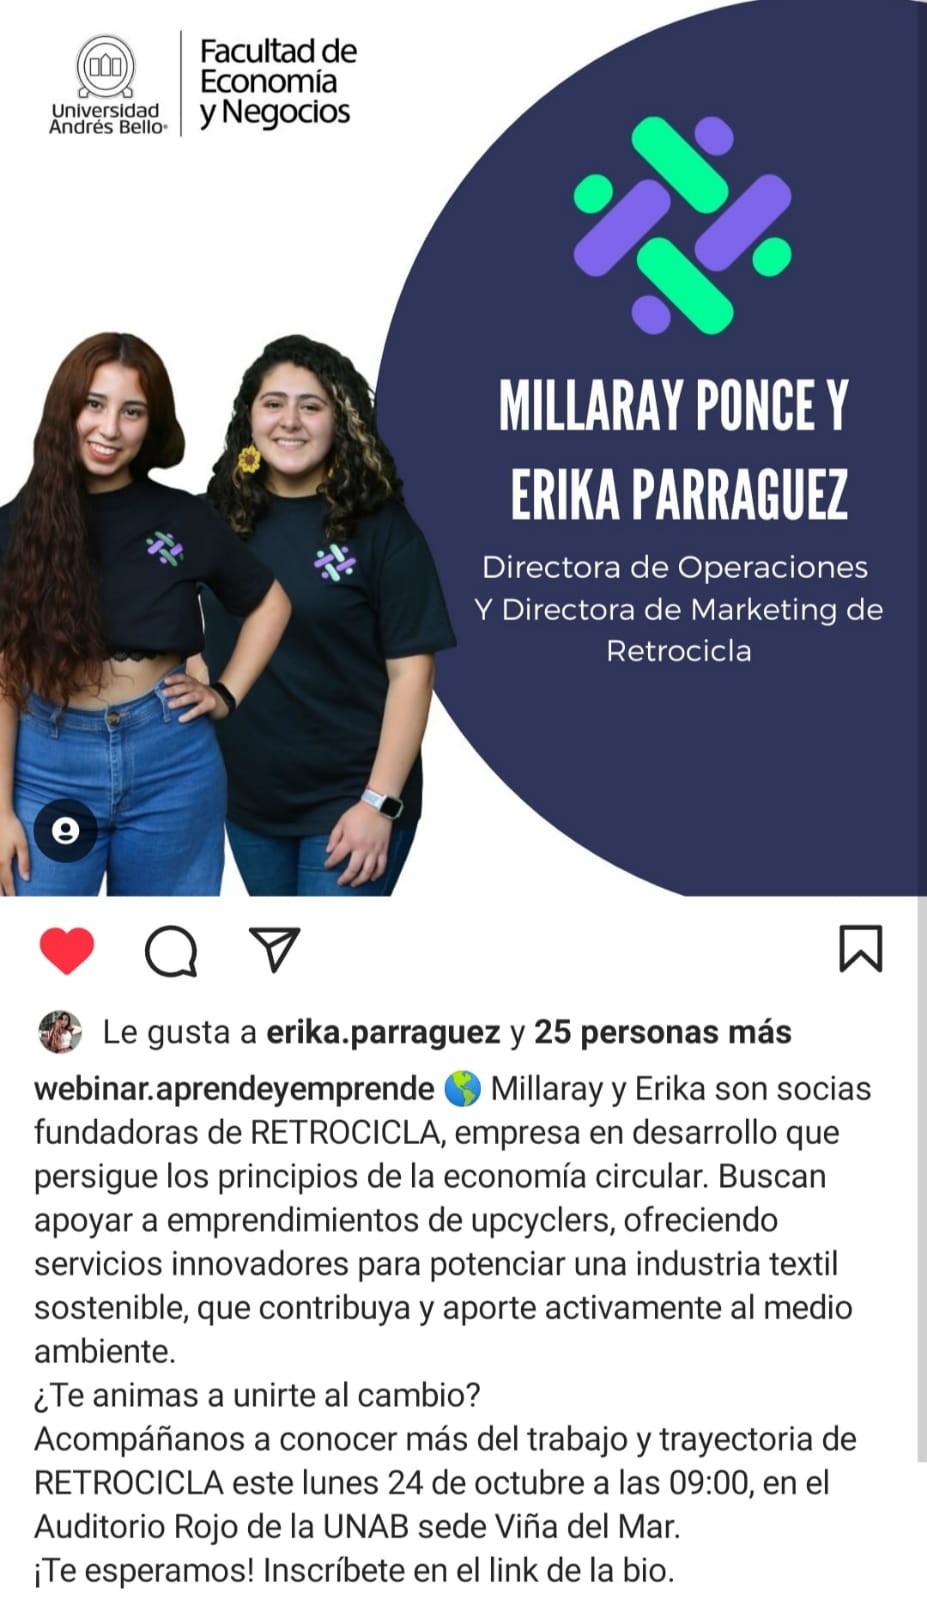 Universidad
Andrés Bello
Facultad de
Economía
y Negocios
MILLARAY PONCE Y
ERIKA PARRAGUEZ
Directora de Operaciones
Y Directora de Marketing de
Retrocicla
Le gusta a erika.parraguez y 25 personas más
webinar.aprendeyemprende 🌎 Millaray y Erika son socias
fundadoras de RETROCICLA, empresa en desarrollo que
persigue los principios de la economía circular. Buscan
apoyar a emprendimientos de upcyclers, ofreciendo
servicios innovadores para potenciar una industria textil
sostenible, que contribuya y aporte activamente al medio
ambiente.
¿Te animas a unirte al cambio?
Acompáñanos a conocer más del trabajo y trayectoria de
RETROCICLA este lunes 24 de octubre a las 09:00, en el
Auditorio Rojo de la UNAB sede Viña del Mar.
¡Te esperamos! Inscríbete en el link de la bio.